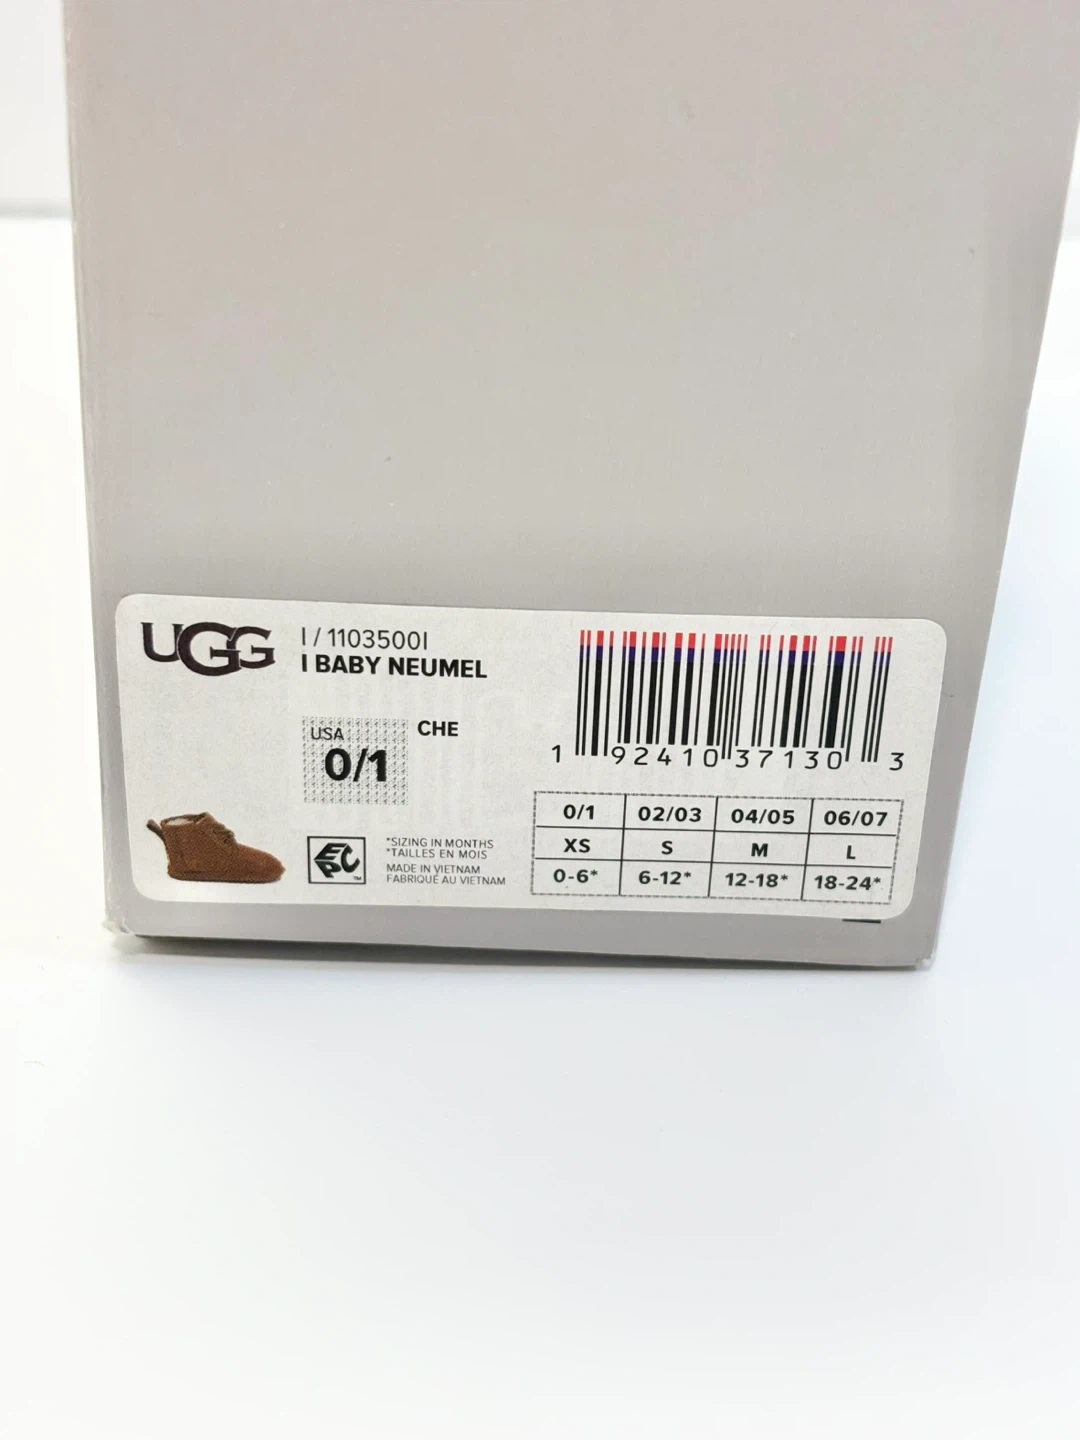 UGG
I / 1103500I
I BABY NEUMEL
USA
0/1
CHE
1 92410 37130 3
EPC
™
*SIZING IN MONTHS
*TAILLES EN MOIS
MADE IN VIETNAM
FABRIQUÉ AU VIETNAM
0/1 02/03 04/05 06/07
XS S M L
0-6* 6-12* 12-18* 18-24*